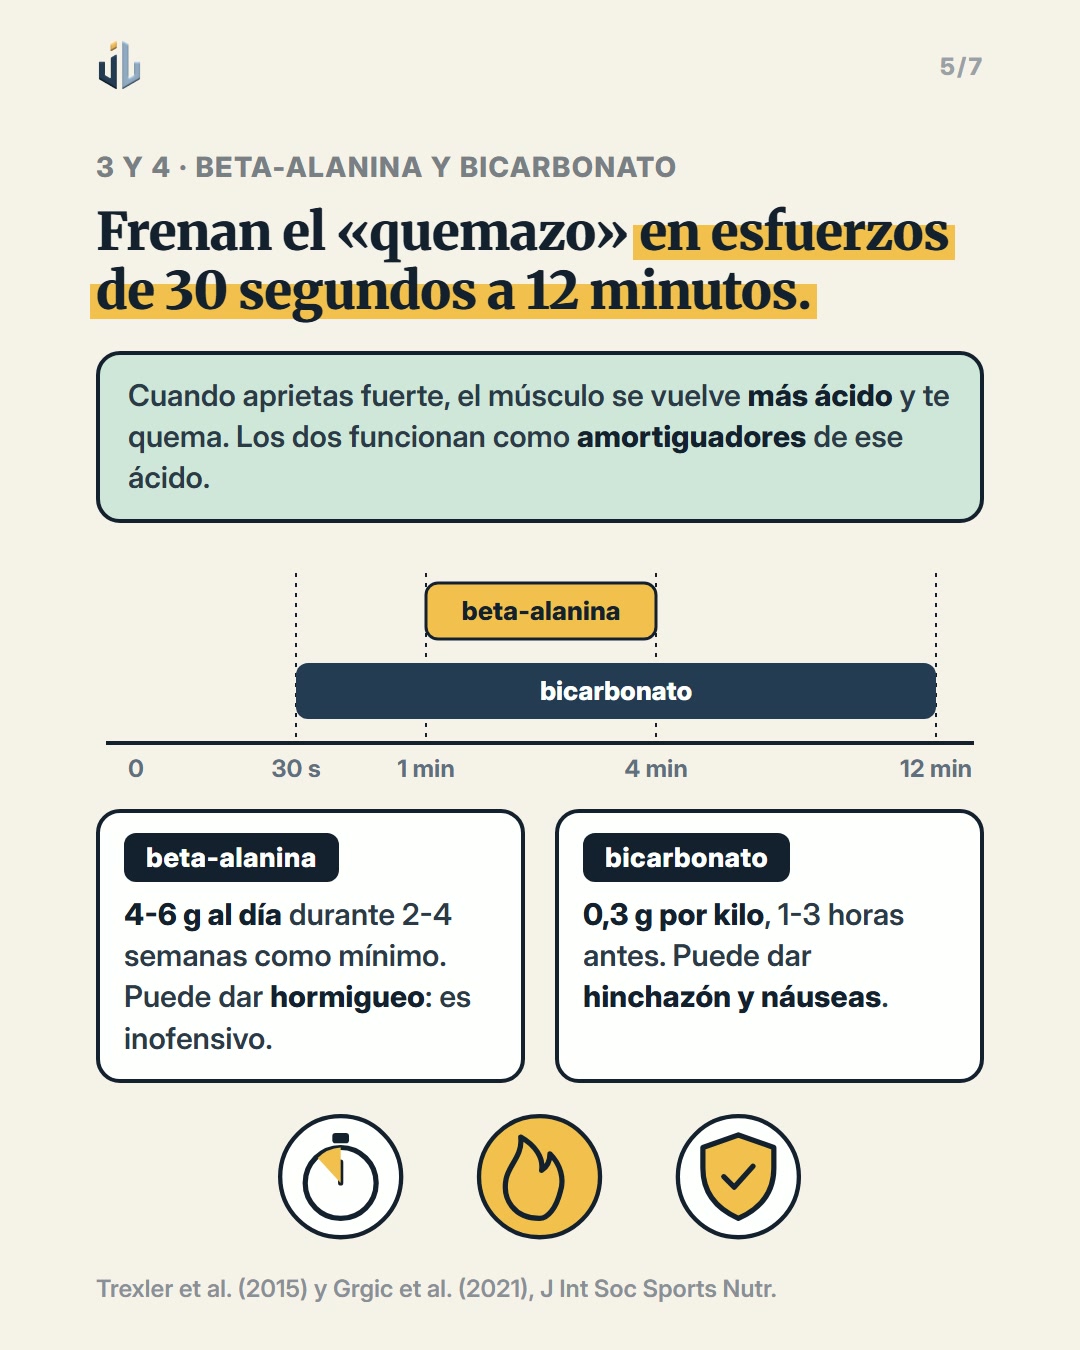 5/7
3 Y 4 · BETA-ALANINA Y BICARBONATO
Frenan el «quemazo» en esfuerzos
de 30 segundos a 12 minutos.
Cuando aprietas fuerte, el músculo se vuelve más ácido y te
quema. Los dos funcionan como amortiguadores de ese
ácido.
beta-alanina
bicarbonato
0 30 s 1 min 4 min 12 min
beta-alanina
4-6 g al día durante 2-4
semanas como mínimo.
Puede dar hormigueo: es
inofensivo.
bicarbonato
0,3 g por kilo, 1-3 horas
antes. Puede dar
hinchazón y náuseas.
Trexler et al. (2015) y Grgic et al. (2021), J Int Soc Sports Nutr.